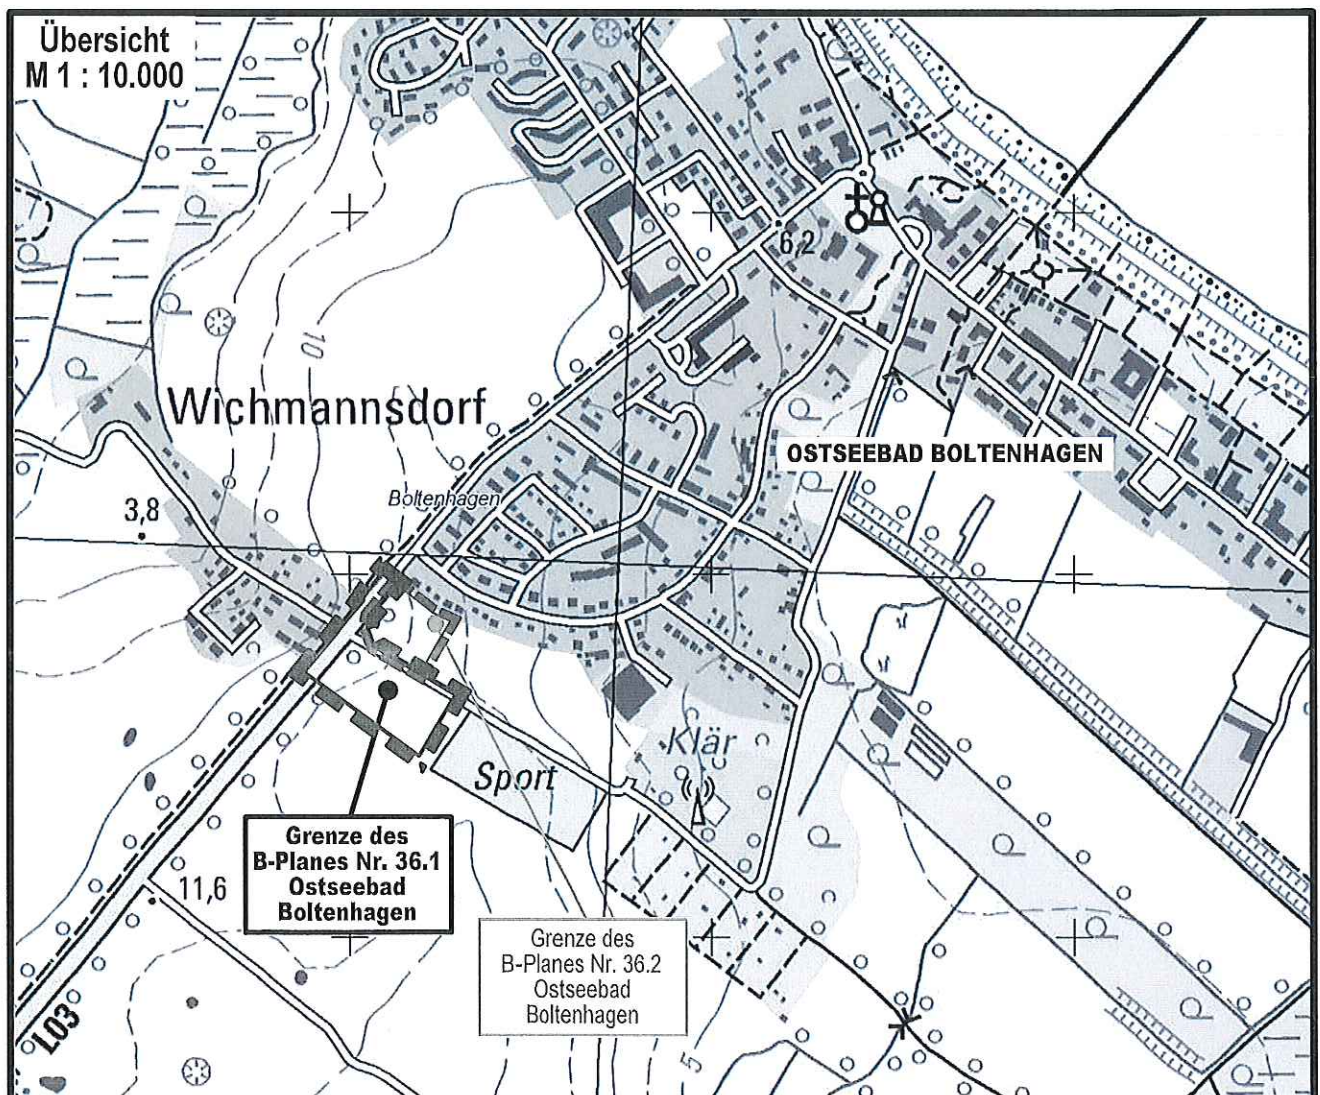 Übersicht
M 1 : 10.000
6,2
10
Wichmannsdorf
OSTSEEBAD BOLTENHAGEN
Boltenhagen
3,8
Klär
Sport
Grenze des
B-Planes Nr. 36.1
Ostseebad
Boltenhagen
11,6
Grenze des
B-Planes Nr. 36.2
Ostseebad
Boltenhagen
L03
5